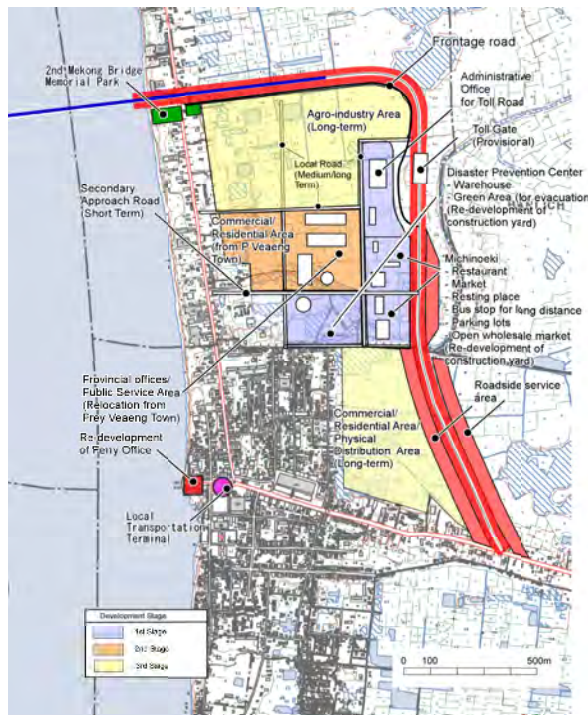 Frontage road
2nd Mekong Bridge
Memorial Park
Administrative
Office
for Toll Road
Agro-industry Area
(Long-term)
Toll Gate
(Provisional)
Local Road
(Medium/long
Term)
Disaster Prevention Center
- Warehouse
- Green Area (for evacuation)
(Re-development of
construction yard)
Secondary
Approach Road
(Short Term)
Commercial/
Residential Area
(from P Veaeng
Town)
Michinoeki
- Restaurant
- Market
- Resting place
- Bus stop for long distance
Parking lots
- Open wholesale market
(Re-development of
construction yard)
Provincial offices/
Public Service Area
(Relocation from
Prey Veaeng Town)
Roadside service
área
Commercial/
Residential Area/
Physical
Distribution Area
(Long-term)
Re-development
of Ferry Office
Local
Transportation
Terminal
Development Stage
1st Stage
2nd Stage
3rd Stage
0 100 500m